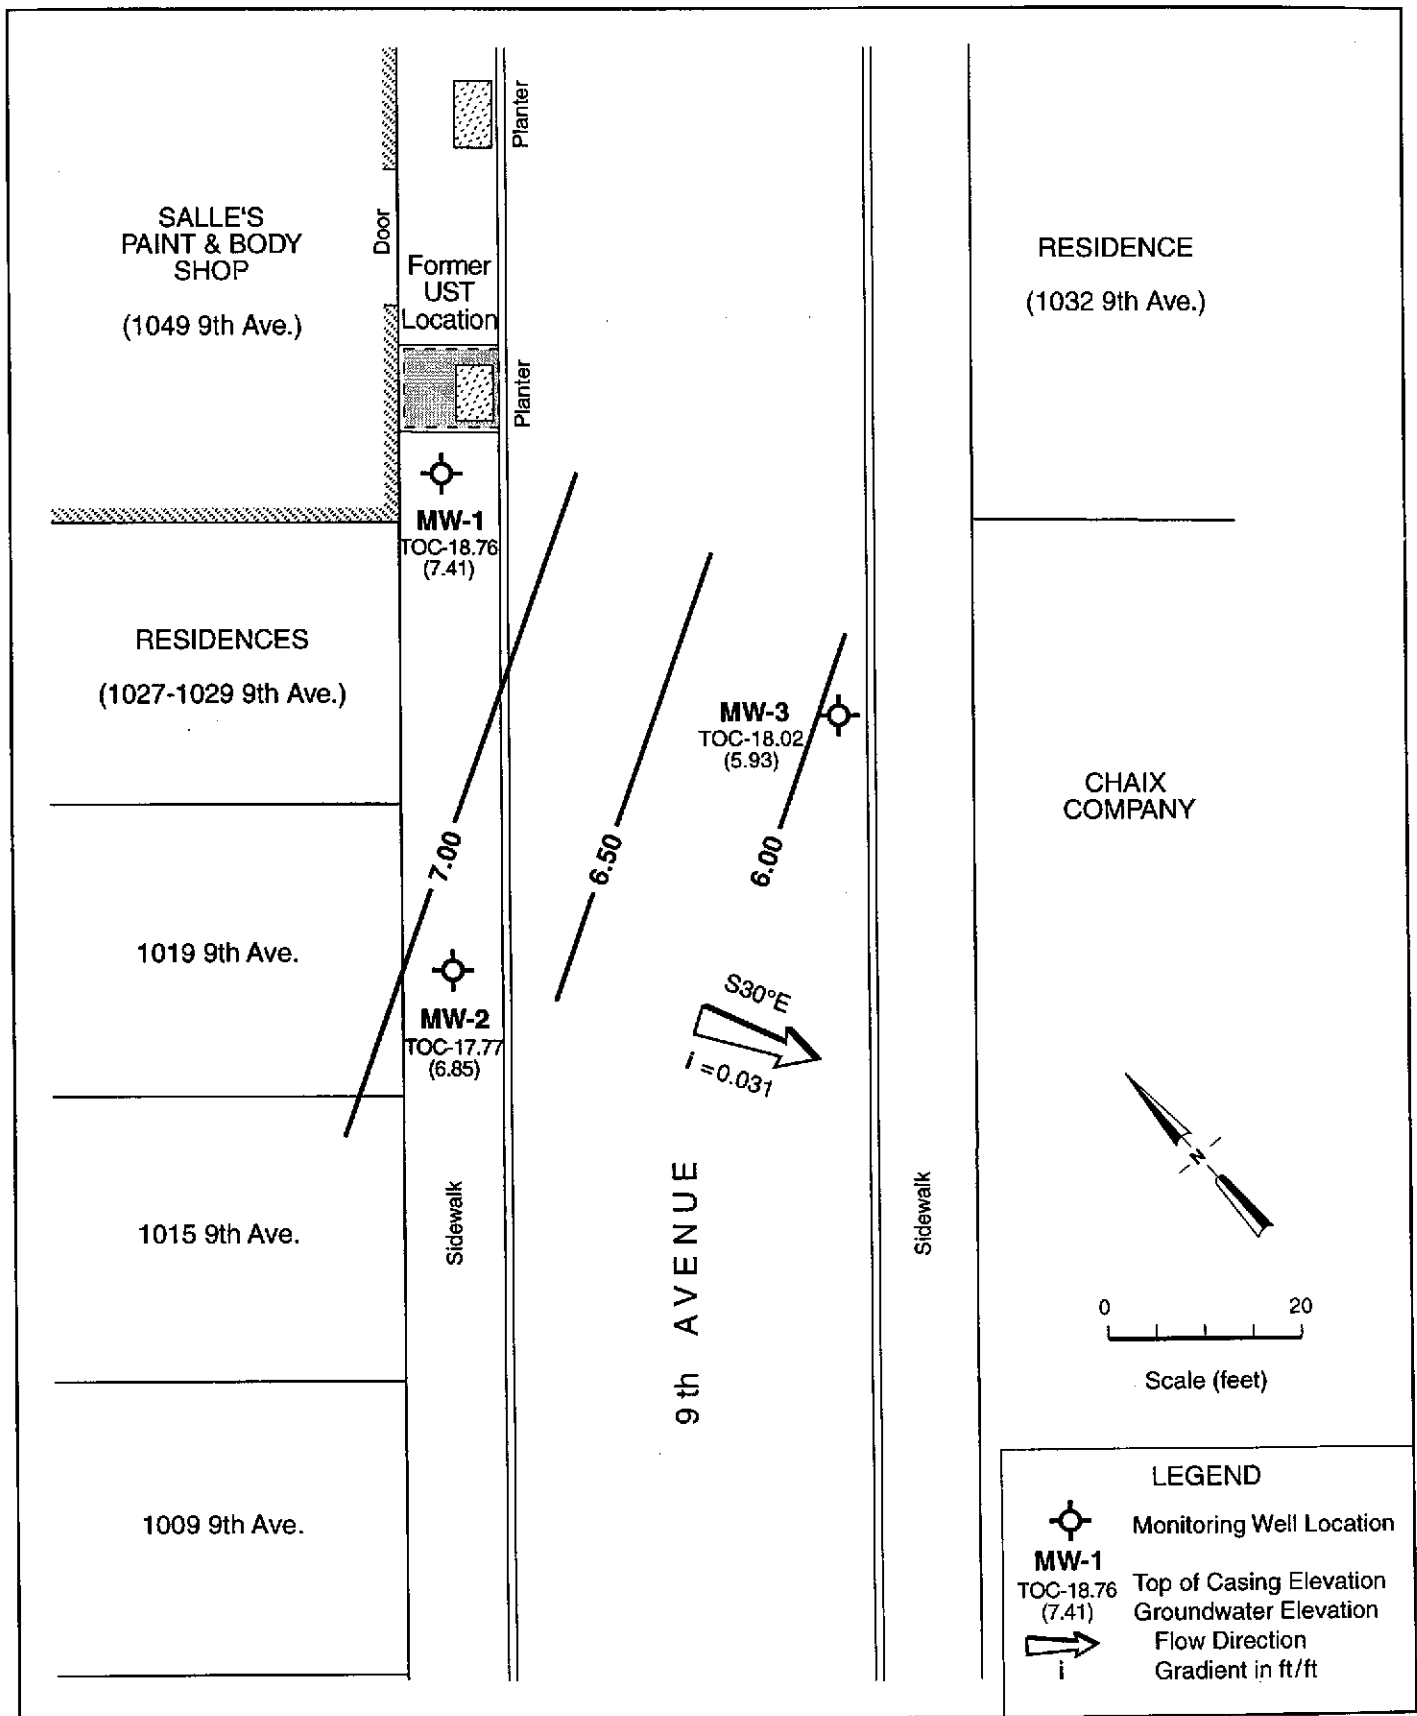 SALLE'S
PAINT & BODY
SHOP
(1049 9th Ave.)
Door
Planter
Former
UST
Location
Planter
RESIDENCE
(1032 9th Ave.)
MW-1
TOC-18.76
(7.41)
RESIDENCES
(1027-1029 9th Ave.)
MW-3
TOC-18.02
(5.93)
CHAIX
COMPANY
7.00
6.50
6.00
1019 9th Ave.
MW-2
TOC-17.77
(6.85)
S30°E
i =0.031
N
1015 9th Ave.
Sidewalk
9th AVENUE
Sidewalk
0 20
Scale (feet)
1009 9th Ave.
LEGEND
Monitoring Well Location
MW-1
TOC-18.76 Top of Casing Elevation
(7.41) Groundwater Elevation
Flow Direction
i Gradient in ft/ft